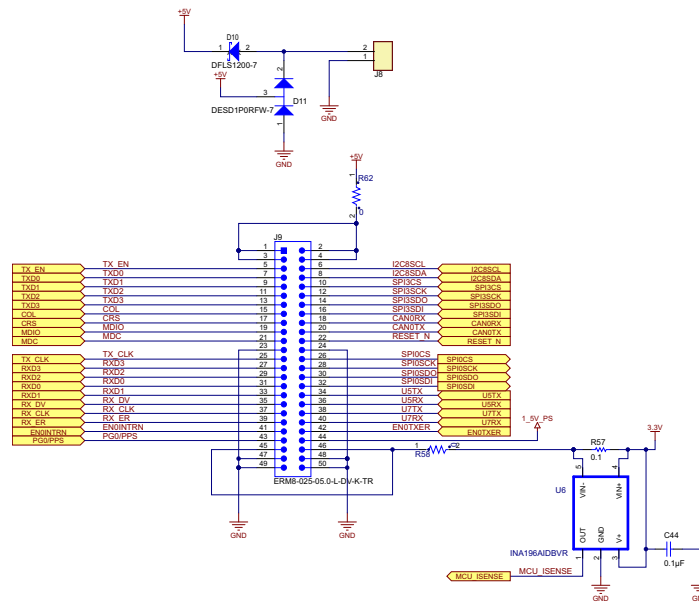 +5V
D10
1 2
DFLS1200-7
+5V
2
1
J8
2
3
D11
DESD1P0RFW-7
1
GND
GND
+5V
1
R62
0
2
J9
1 2
3 4
TX_EN TX_EN 5 6 I2C8SCL I2C8SCL
TXD0 TXD0 7 8 I2C8SDA I2C8SDA
TXD1 TXD1 9 10 SPI3CS SPI3CS
TXD2 TXD2 11 12 SPI3SCK SPI3SCK
TXD3 TXD3 13 14 SPI3SDO SPI3SDO
COL COL 15 16 SPI3SDI SPI3SDI
CRS CRS 17 18 CAN0RX CAN0RX
MDIO MDIO 19 20 CAN0TX CAN0TX
MDC MDC 21 22 RESET_N RESET_N
23 24
TX_CLK TX_CLK 25 26 SPI0CS SPI0CS
RXD3 RXD3 27 28 SPI0SCK SPI0SCK
RXD2 RXD2 29 30 SPI0SDO SPI0SDO
RXD0 RXD0 31 32 SPI0SDI SPI0SDI
RXD1 RXD1 33 34 U5TX U5TX
RX_DV RX_DV 35 36 U5RX U5RX
RX_CLK RX_CLK 37 38 U7TX U7TX
RX_ER RX_ER 39 40 U7RX U7RX
EN0INTRN EN0INTRN 41 42 EN0TXER EN0TXER
PG0/PPS PG0/PPS 43 44 1_5V_PS
45 46
47 48
49 50
ERM8-025-05.0-L-DV-K-TR
GND
GND
1 2
R58
3.3V
R57
0.1
5 4
VIN- VIN+
U6
OUT GND V+
INA196AIDBVR
1 2 3
C44
0.1µF
MCU_ISENSE MCU_ISENSE
GND